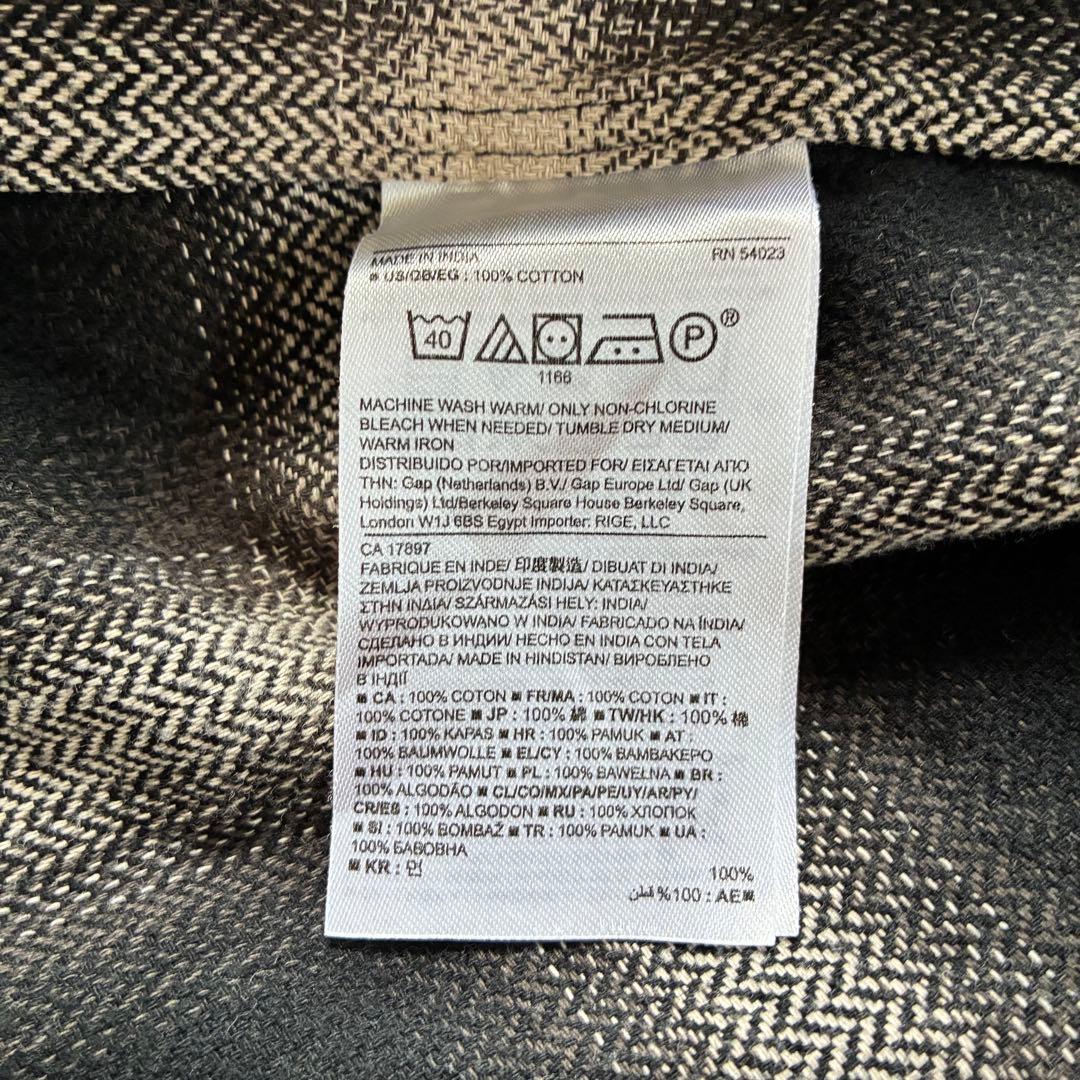 MADE IN INDIA RN 54023
■ US/GB/EG : 100% COTTON
40 P®
1166
MACHINE WASH WARM/ ONLY NON-CHLORINE
BLEACH WHEN NEEDED/ TUMBLE DRY MEDIUM/
WARM IRON
DISTRIBUIDO POR/IMPORTED FOR/ ΕΙΣΑΓΕΤΑΙ ΑΠΟ
ΤΗΝ: Gap (Netherlands) B.V./ Gap Europe Ltd/ Gap (UK
Holdings) Ltd/Berkeley Square House Berkeley Square,
London W1J 6BS Egypt Importer: RIGE, LLC
CA 17897
FABRIQUE EN INDE/ 印度製造/ DIBUAT DI INDIA/
ZEMLJA PROIZVODNJE INDIJA/ ΚΑΤΑΣΚΕΥΑΣΤΗΚΕ
ΣΤΗΝ ΙΝΔΙΑ/ SZÁRMAZÁSI HELY: INDIA/
WYPRODUKOWANO W INDIA/ FABRICADO NA ÍNDIA/
СДЕЛАНО В ИНДИИ/ HECHO EN INDIA CON TELA
IMPORTADA/ MADE IN HINDISTAN/ ВИРОБЛЕНО
В ІНДІЇ
■ CA : 100% COTON ■ FR/MA : 100% COTON ■ IT :
100% COTONE ■ JP : 100% 綿 ■ TW/HK : 100% 棉
■ ID : 100% KAPAS ■ HR : 100% PAMUK ■ AT :
100% BAUMWOLLE ■ EL/CY : 100% ΒΑΜΒΑΚΕΡΟ
■ HU : 100% PAMUT ■ PL : 100% BAWEŁNA ■ BR :
100% ALGODÃO ■ CL/CO/MX/PA/PE/UY/AR/PY/
CR/ES : 100% ALGODON ■ RU : 100% ХЛОПОК
■ SI : 100% BOMBAŽ ■ TR : 100% PAMUK ■ UA :
100% БАВОВНА
■ KR : 면 100%
■AE : 100% قطن